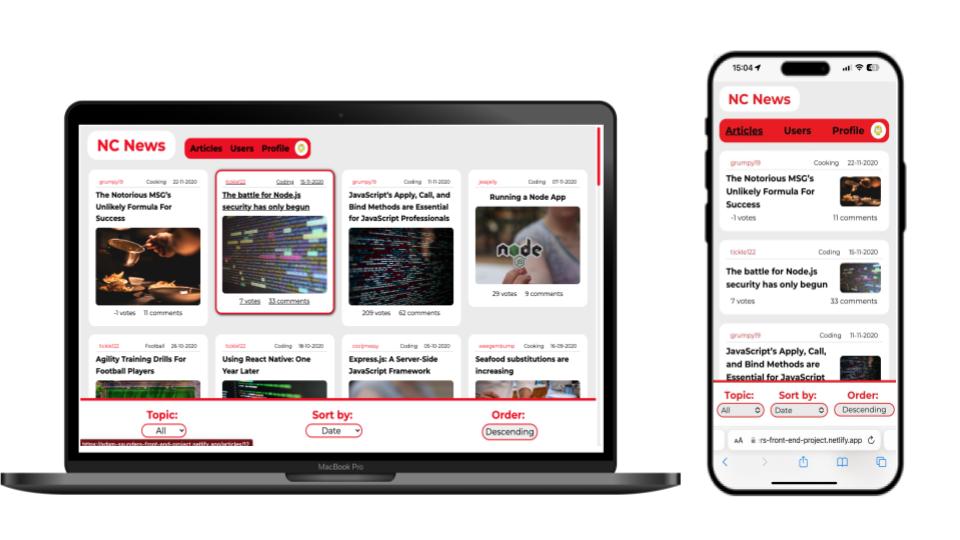 NC News
Articles Users Profile
grumpy19 Cooking 22-11-2020
The Notorious MSG's
Unlikely Formula For
Success
-1 votes 11 comments
tickle122 Coding 15-11-2020
The battle for Node.js
security has only begun
7 votes 33 comments
grumpy19 Coding 11-11-2020
JavaScript's Apply, Call, and
Bind Methods are Essential
for JavaScript Professionals
209 votes 62 comments
jessjelly Coding 07-11-2020
Running a Node App
node
29 votes 9 comments
tickle122 Football 26-10-2020
Agility Training Drills For
Football Players
tickle122 Coding 18-10-2020
Using React Native: One
Year Later
cooljmessy Coding 05-10-2020
Express.js: A Server-Side
JavaScript Framework
weegembump Cooking 16-09-2020
Seafood substitutions are
increasing
Topic: Sort by: Order:
All Date Descending
https://adam-saunders-front-end-project.netlify.app/articles/12
MacBook Pro
15:04
NC News
Articles Users Profile
grumpy19 Cooking 22-11-2020
The Notorious MSG's
Unlikely Formula For
Success
-1 votes 11 comments
tickle122 Coding 15-11-2020
The battle for Node.js
security has only begun
7 votes 33 comments
grumpy19 Coding 11-11-2020
JavaScript's Apply, Call,
and Bind Methods are
Essential for JavaScript
Topic: Sort by: Order:
All Date Descending
AA rs-front-end-project.netlify.app